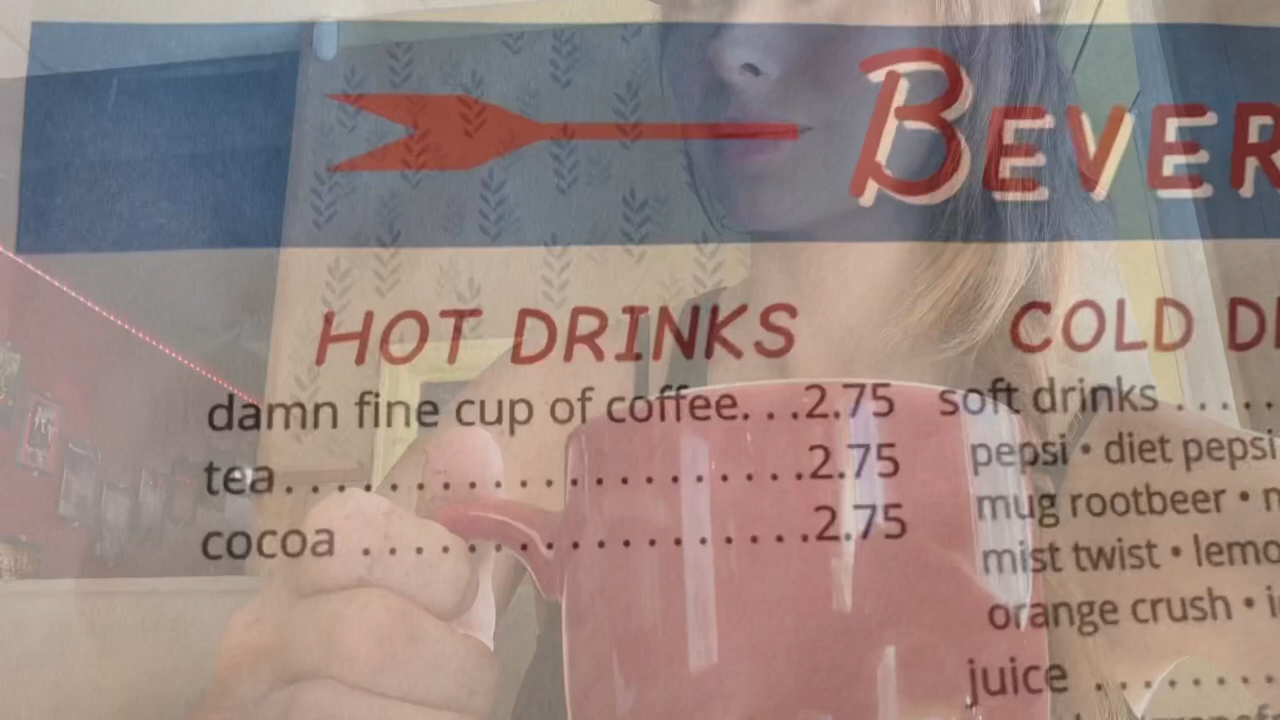 BEVER
HOT DRINKS
damn fine cup of coffee. . .2.75
tea.....................2.75
cocoa ...................2.75
COLD
soft drinks .....
pepsi • diet pepsi
mug rootbeer •
mist twist •
orange crush •
juice ........